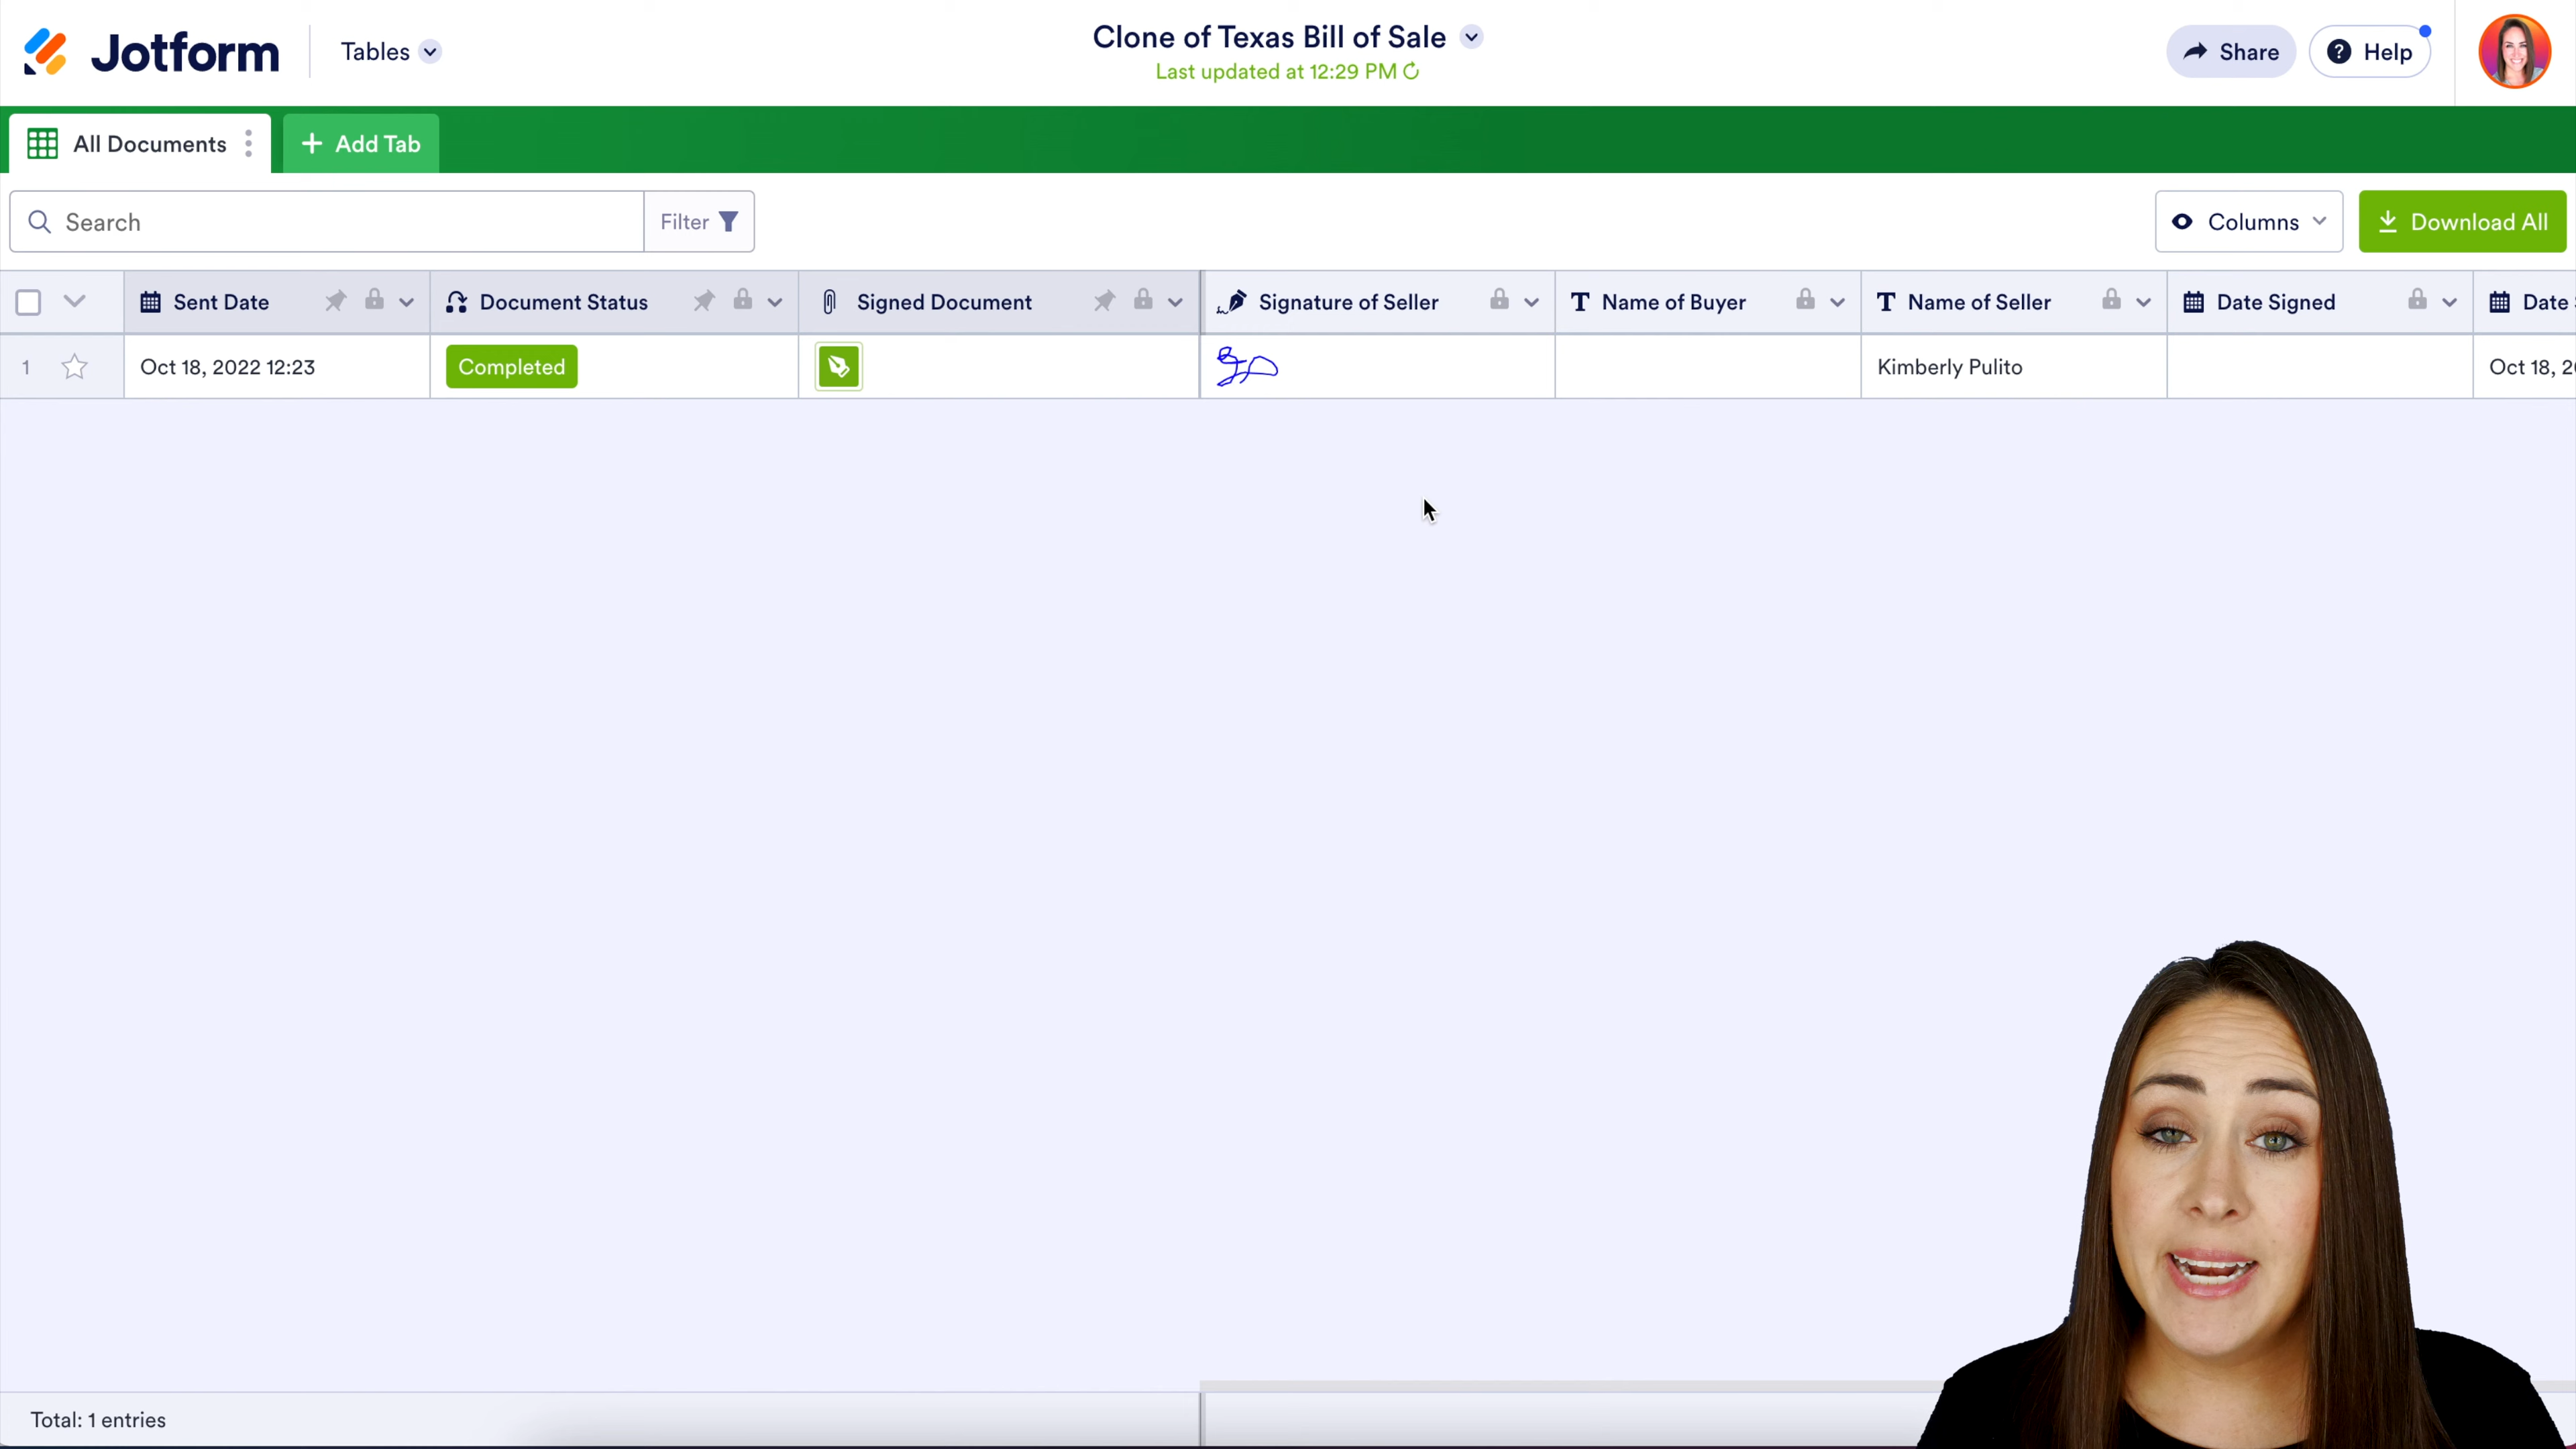 Jotform
Tables
Clone of Texas Bill of Sale
Last updated at 12:29 PM
Share
Help
All Documents
+ Add Tab
Search
Filter
Columns
Download All
Sent Date
Document Status
Signed Document
Signature of Seller
Name of Buyer
Name of Seller
Date Signed
Date
1
Oct 18, 2022 12:23
Completed
Kimberly Pulito
Oct 18, 2
Total: 1 entries